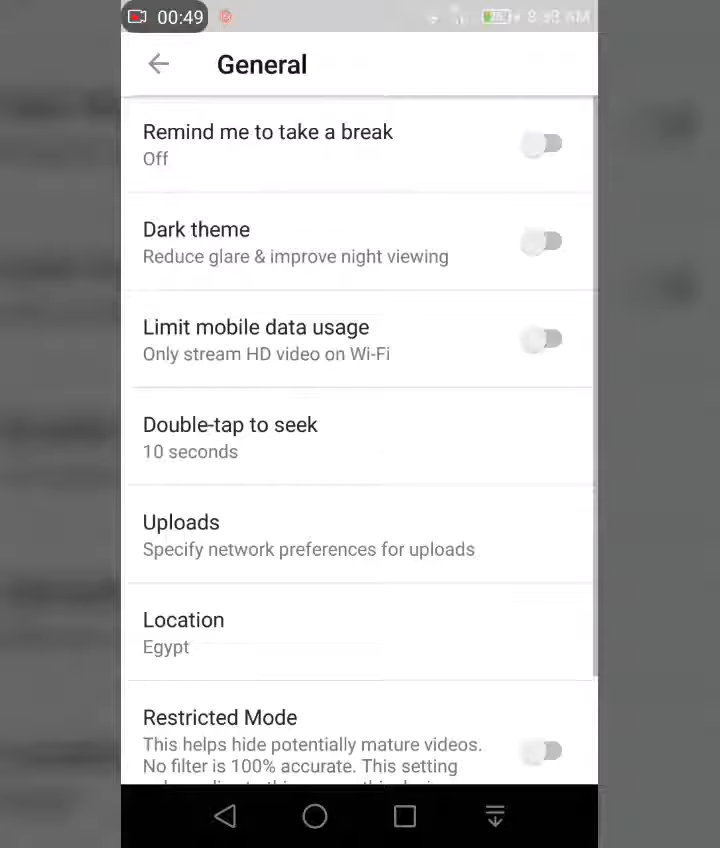 00:49
General
Remind me to take a break
Off
Dark theme
Reduce glare & improve night viewing
Limit mobile data usage
Only stream HD video on Wi-Fi
Double-tap to seek
10 seconds
Uploads
Specify network preferences for uploads
Location
Egypt
Restricted Mode
This helps hide potentially mature videos.
No filter is 100% accurate. This setting